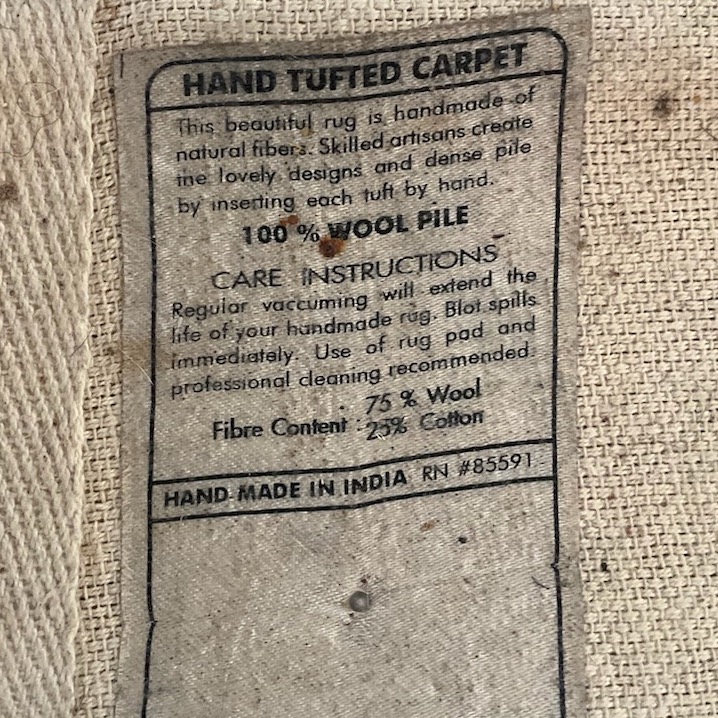 HAND TUFTED CARPET
This beautiful rug is handmade of
natural fibers. Skilled artisans create
the lovely designs and dense pile
by inserting each tuft by hand.
100 % WOOL PILE
CARE INSTRUCTIONS
Regular vaccuming will extend the
life of your handmade rug. Blot spills
immediately. Use of rug pad and
professional cleaning recommended.
75 % Wool
Fibre Content : 25% Cotton
HAND MADE IN INDIA RN #85591